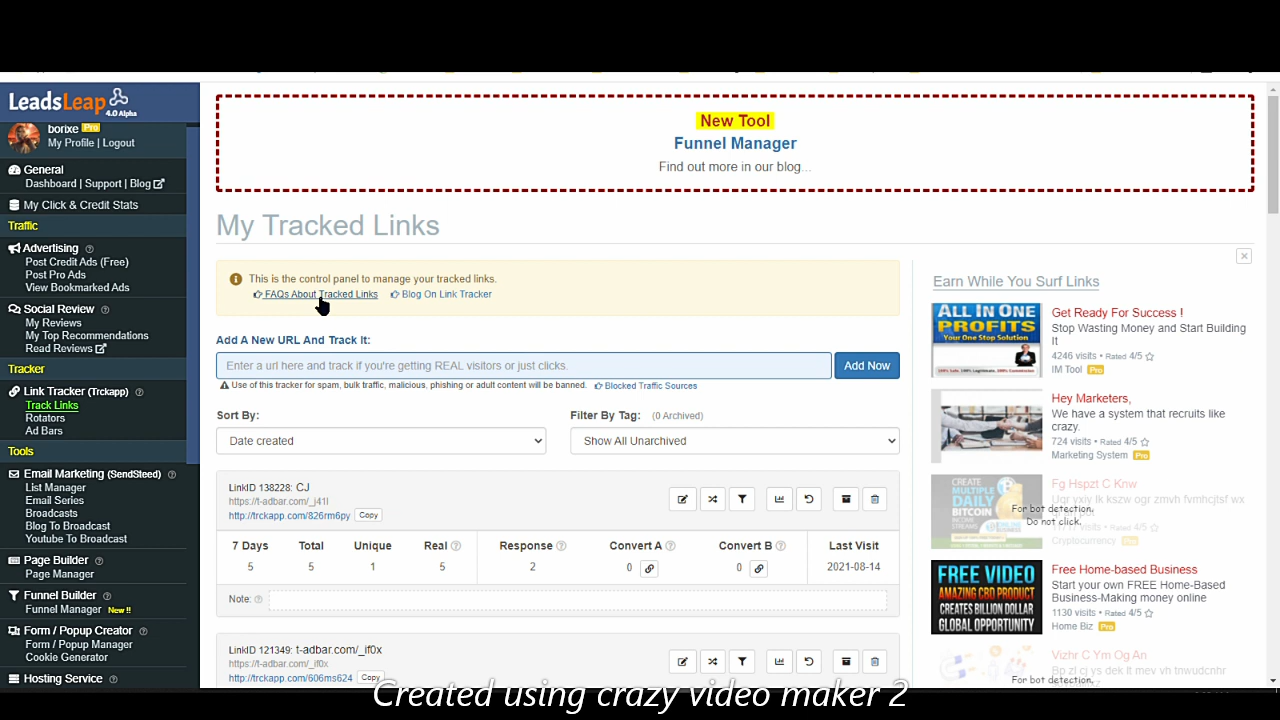 LeadsLeap
4.0 Alpha
borixe Pro
My Profile | Logout
General
Dashboard | Support | Blog
My Click & Credit Stats
Traffic
Advertising
Post Credit Ads (Free)
Post Pro Ads
View Bookmarked Ads
Social Review
My Reviews
My Top Recommendations
Read Reviews
Tracker
Link Tracker (Trckapp)
Track Links
Rotators
Ad Bars
Tools
Email Marketing (SendSteed)
List Manager
Email Series
Broadcasts
Blog To Broadcast
Youtube To Broadcast
Page Builder
Page Manager
Funnel Builder
Funnel Manager New !!
Form / Popup Creator
Form / Popup Manager
Cookie Generator
Hosting Service
New Tool
Funnel Manager
Find out more in our blog...
My Tracked Links
This is the control panel to manage your tracked links.
FAQs About Tracked Links Blog On Link Tracker
Add A New URL And Track It:
Enter a url here and track if you're getting REAL visitors or just clicks.
Add Now
Use of this tracker for spam, bulk traffic, malicious, phishing or adult content will be banned. Blocked Traffic Sources
Sort By: Filter By Tag: (0 Archived)
Date created Show All Unarchived
LinkID 138228: CJ
https://t-adbar.com/_j41l
http://trckapp.com/826rm6py Copy
7 Days Total Unique Real Response Convert A Convert B Last Visit
5 5 1 5 2 0 0 2021-08-14
Note:
LinkID 121349: t-adbar.com/_if0x
https://t-adbar.com/_if0x
http://trckapp.com/606ms624 Copy
Earn While You Surf Links
ALL IN ONE
PROFITS
Your One Stop Solution
Get Ready For Success !
Stop Wasting Money and Start Building
It
4246 visits • Rated 4/5
IM Tool Pro
Hey Marketers,
We have a system that recruits like
crazy.
724 visits • Rated 4/5
Marketing System Pro
CREATE
MULTIPLE
DAILY
BITCOIN
Fg Hspzt C Knw
For bot detection.
Do not click.
Cryptocurrency Pro
FREE VIDEO
AMAZING CBD PRODUCT
CREATES BILLION DOLLAR
GLOBAL OPPORTUNITY
Free Home-based Business
Start your own FREE Home-Based
Business-Making money online
1130 visits • Rated 4/5
Home Biz Pro
Vizhr C Ym Og An
For bot detection.
Created using crazy video maker 2